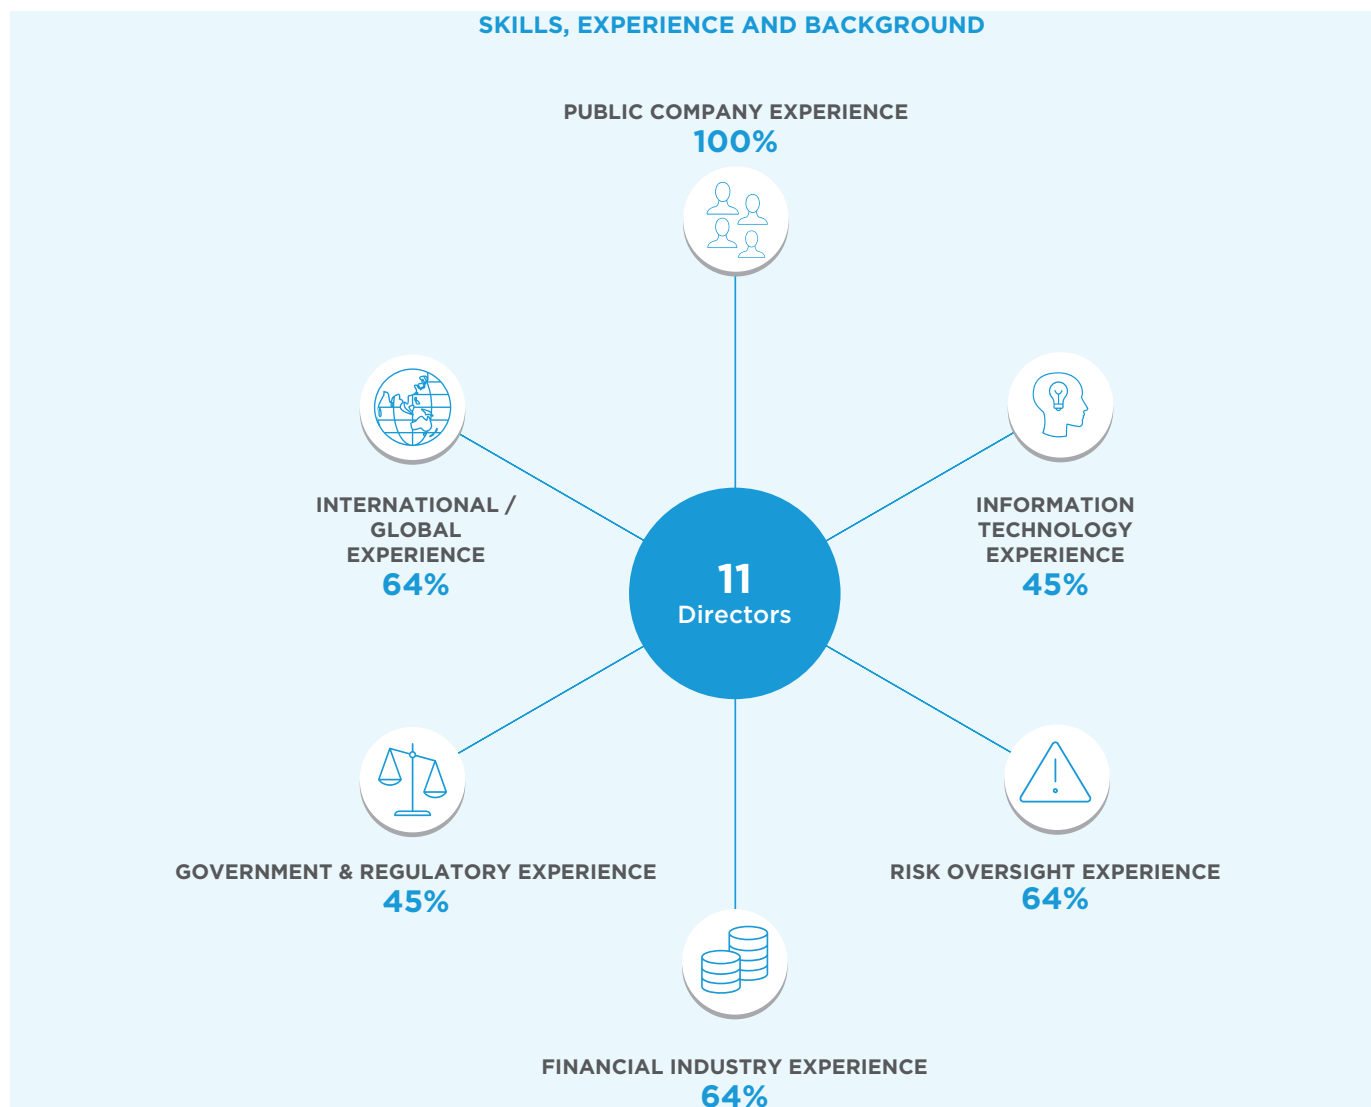 SKILLS, EXPERIENCE AND BACKGROUND
PUBLIC COMPANY EXPERIENCE
100%
INTERNATIONAL /
GLOBAL
EXPERIENCE
64%
INFORMATION
TECHNOLOGY
EXPERIENCE
45%
11
Directors
GOVERNMENT & REGULATORY EXPERIENCE
45%
RISK OVERSIGHT EXPERIENCE
64%
FINANCIAL INDUSTRY EXPERIENCE
64%